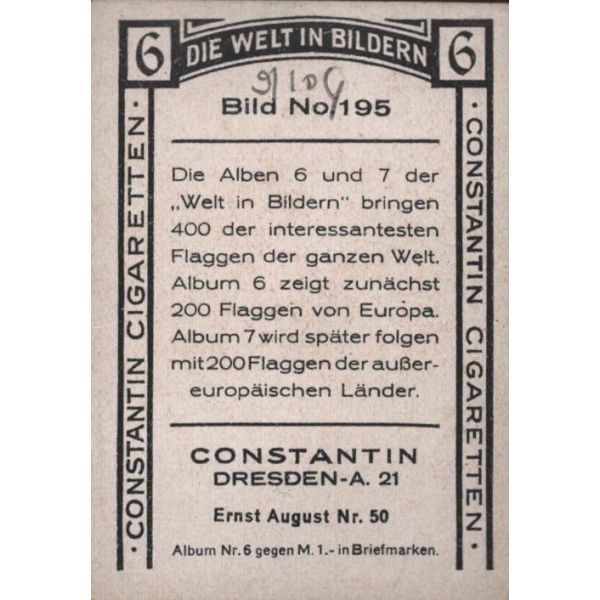 6 DIE WELT IN BILDERN 6
Bild No 195
Die Alben 6 und 7 der
„Welt in Bildern" bringen
400 der interessantesten
Flaggen der ganzen Welt.
Album 6 zeigt zunächst
200 Flaggen von Europa.
Album 7 wird später folgen
mit 200 Flaggen der außer-
europäischen Länder.
CONSTANTIN
DRESDEN-A. 21
Ernst August Nr. 50
Album Nr. 6 gegen M. 1.- in Briefmarken.
· CONSTANTIN CIGARETTEN ·
· CONSTANTIN CIGARETTEN ·